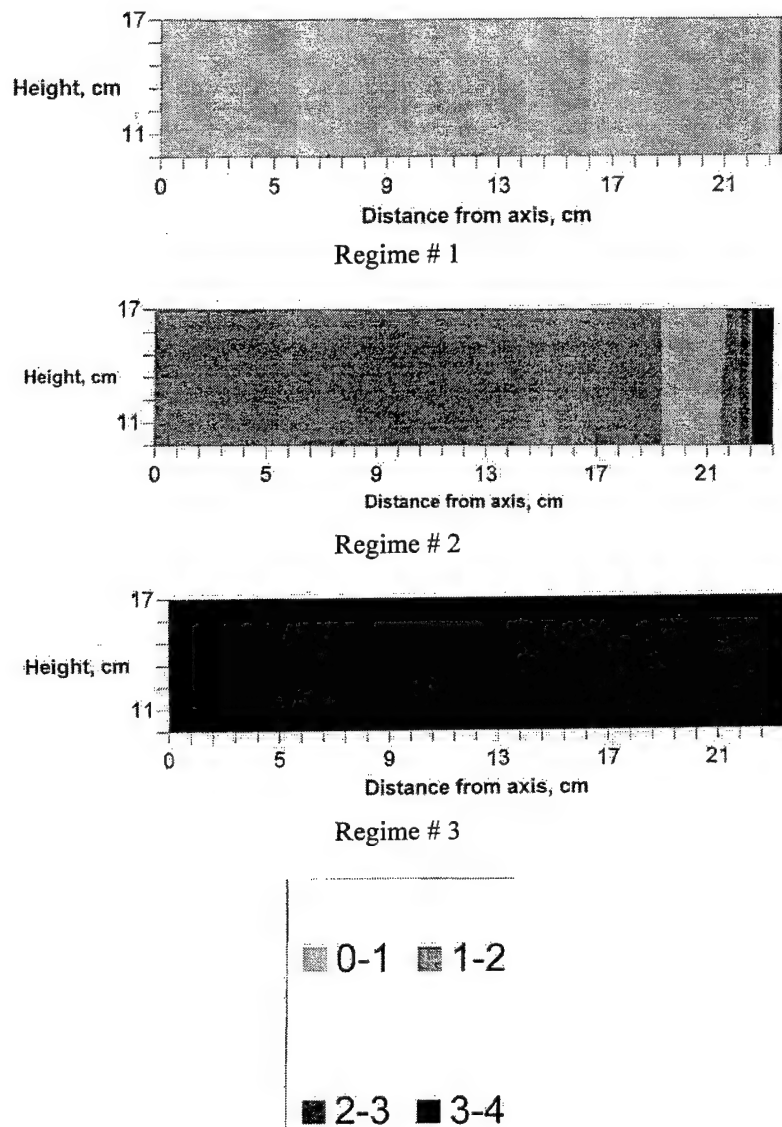 17
Height, cm
11
0 5 9 13 17 21
Distance from axis, cm
Regime # 1
17
Height, cm
11
0 5 9 13 17 21
Distance from axis, cm
Regime # 2
17
Height, cm
11
0 5 9 13 17 21
Distance from axis, cm
Regime # 3
0-1 1-2
2-3 3-4